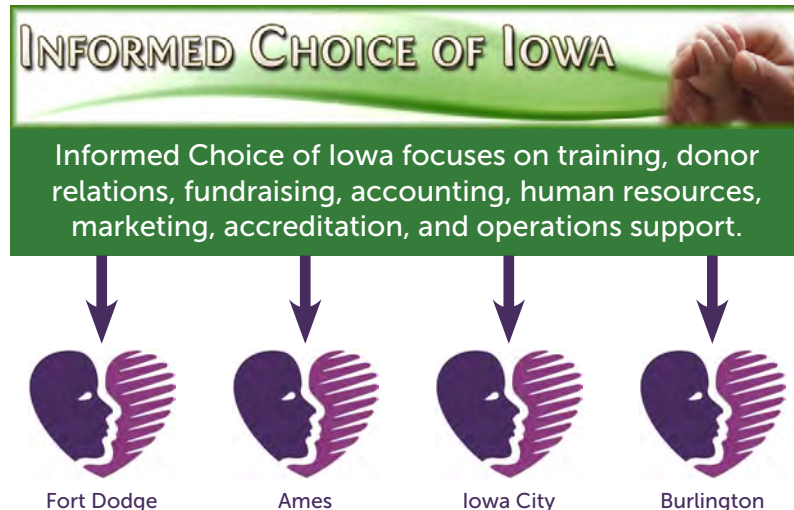 INFORMED CHOICE OF IOWA
Informed Choice of Iowa focuses on training, donor
relations, fundraising, accounting, human resources,
marketing, accreditation, and operations support.
Fort Dodge
Ames
Iowa City
Burlington